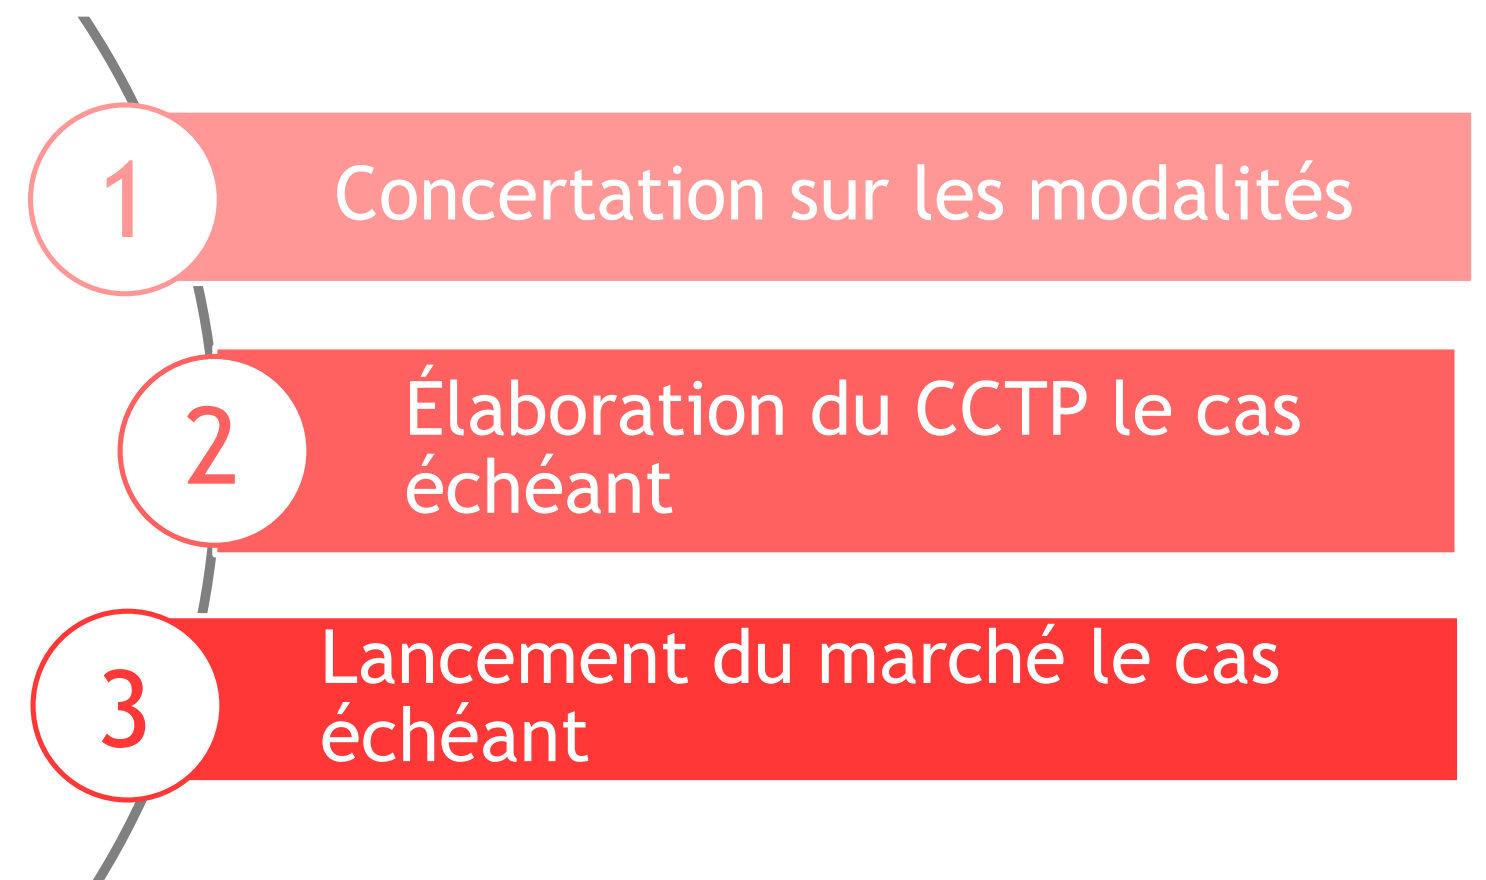 1
Concertation sur les modalités
2
Élaboration du CCTP le cas
échéant
3
Lancement du marché le cas
échéant